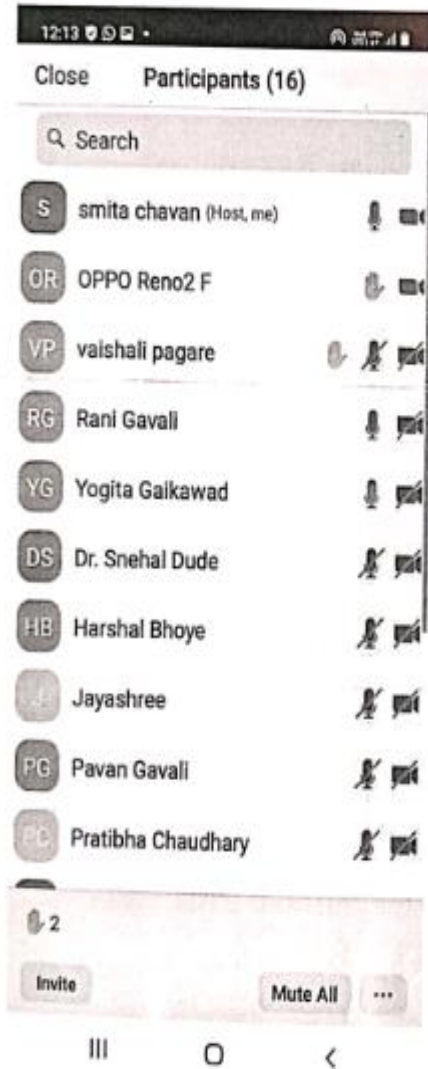 12:13
Close Participants (16)
Search
S smita chavan (Host, me)
OR OPPO Reno2 F
VP vaishali pagare
RG Rani Gavali
YG Yogita Gaikawad
DS Dr. Snehal Dude
HB Harshal Bhoye
J Jayashree
PG Pavan Gavali
PC Pratibha Chaudhary
2
Invite Mute All ...